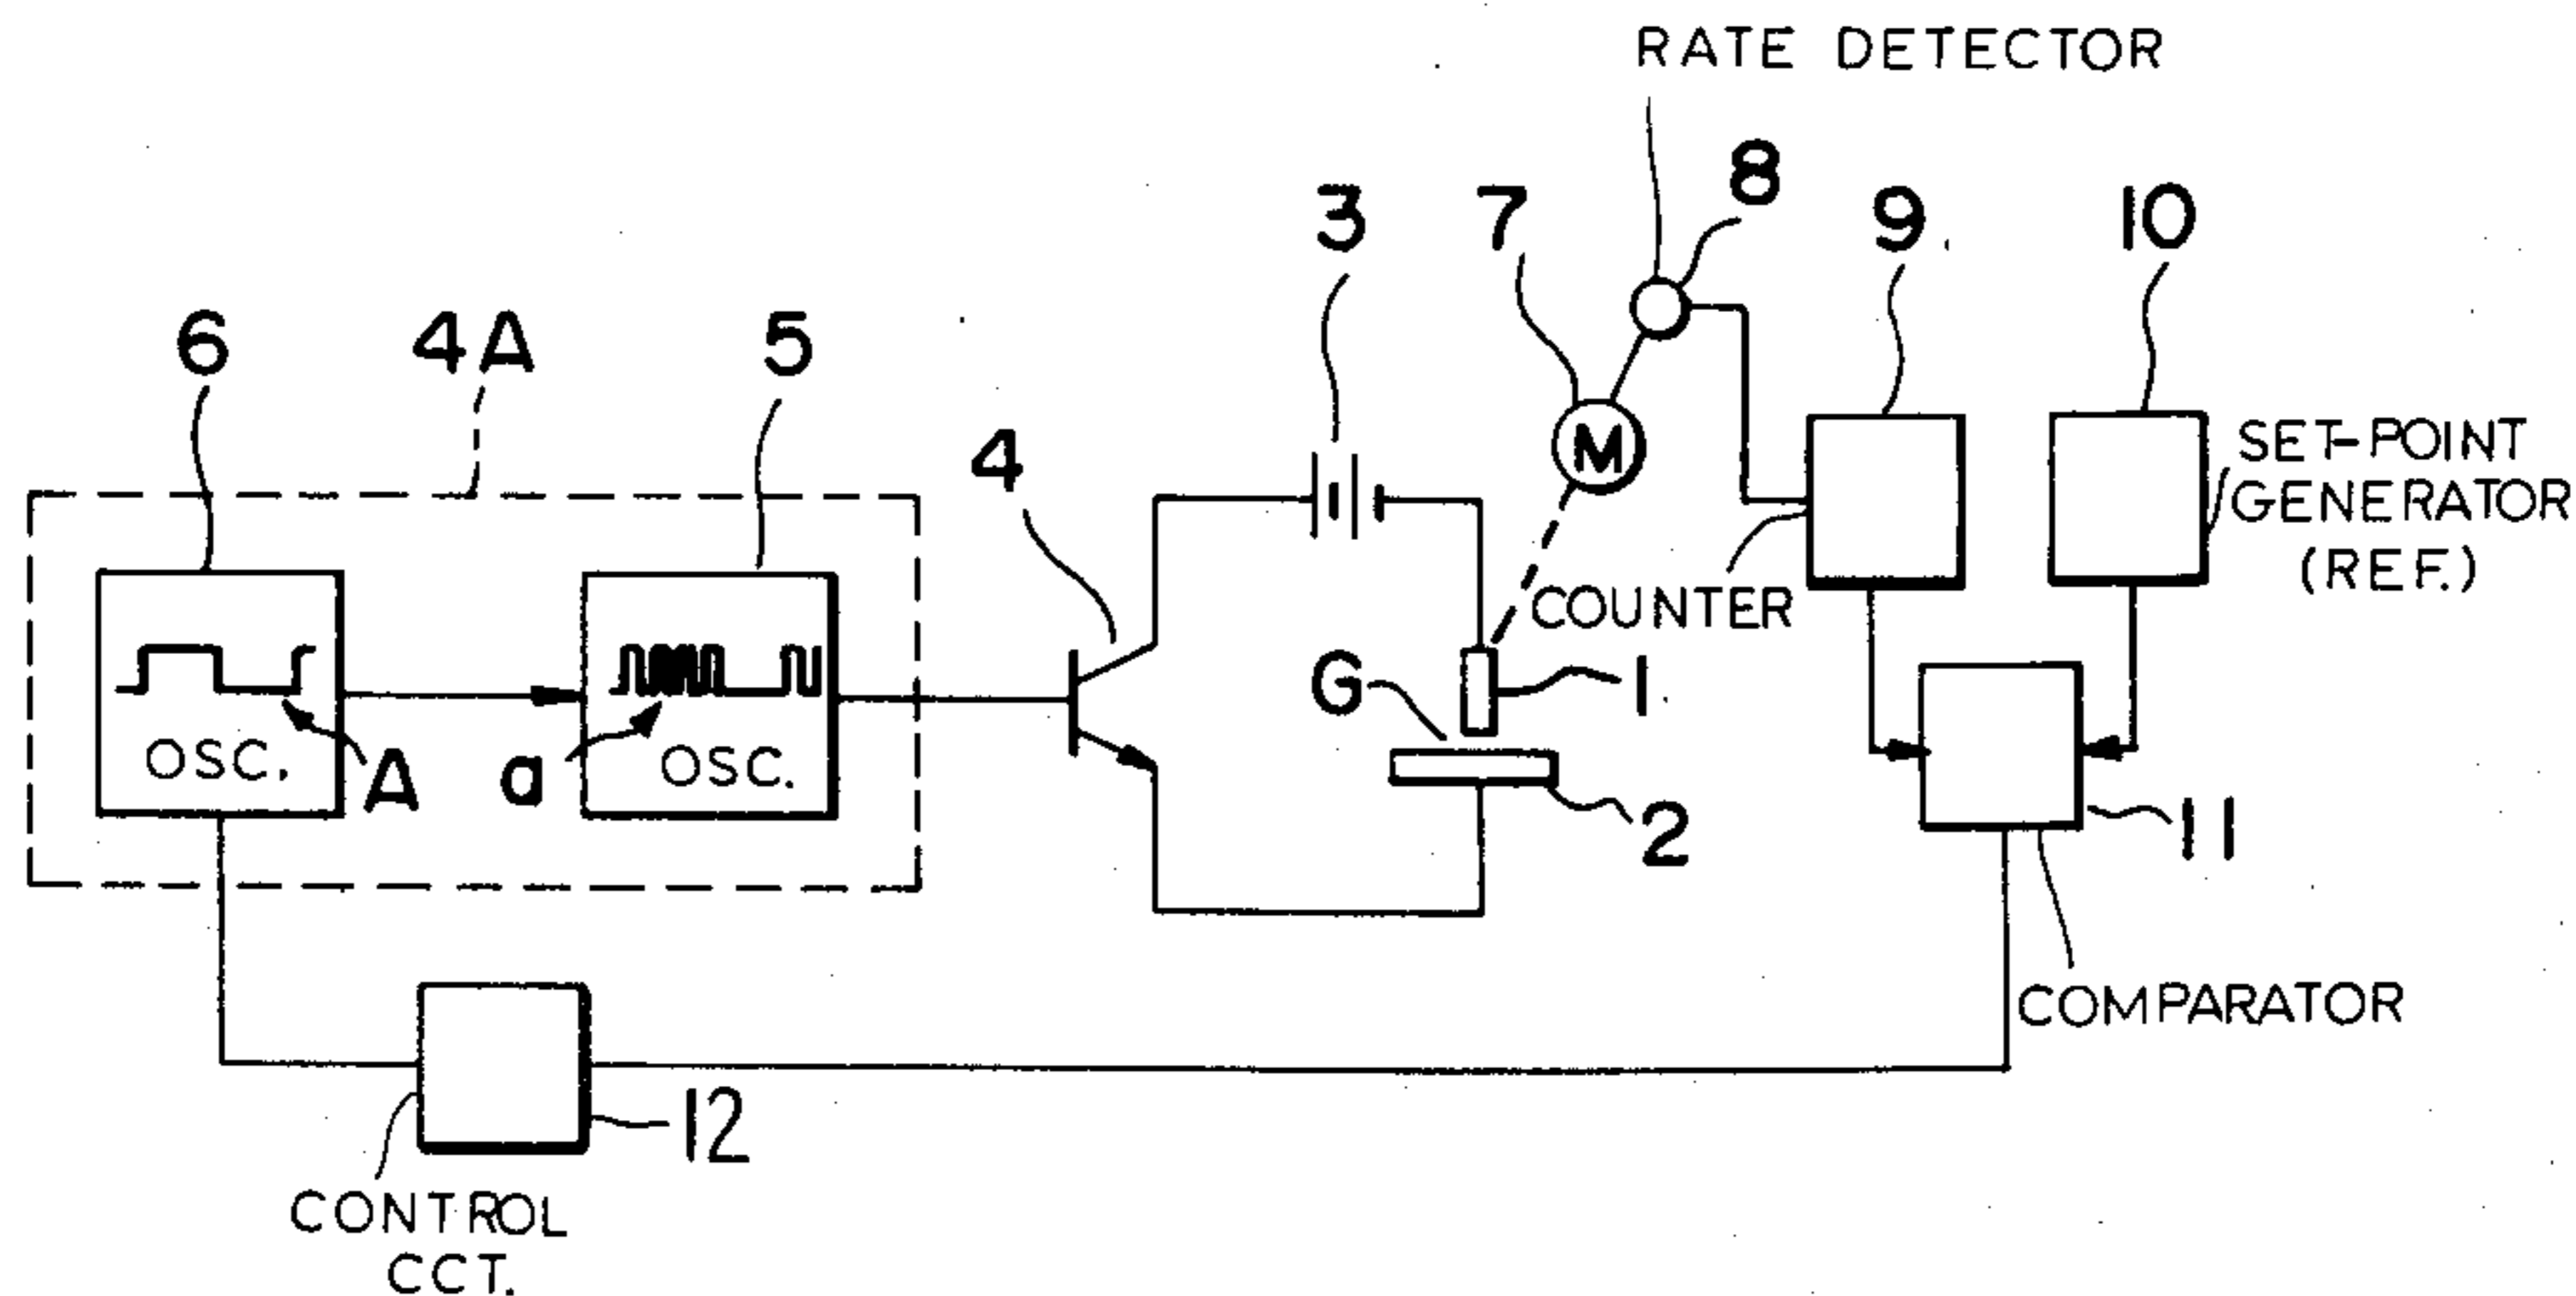 RATE DETECTOR
8
3
7
9
10
6
4A
5
4
M
SET-POINT
GENERATOR
(REF.)
COUNTER
G
1
OSC.
A
a
OSC.
2
11
COMPARATOR
12
CONTROL
CCT.